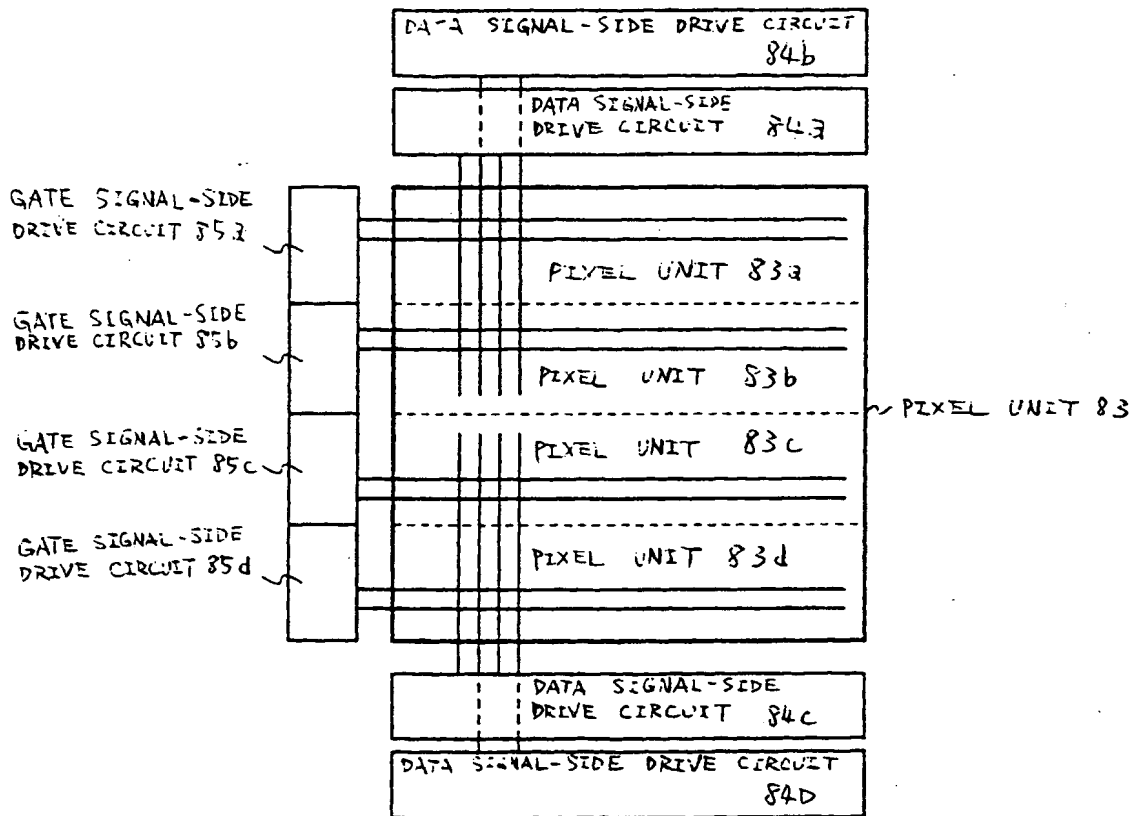 DATA SIGNAL-SIDE DRIVE CIRCUIT
84b
DATA SIGNAL-SIDE
DRIVE CIRCUIT 84a
GATE SIGNAL-SIDE
DRIVE CIRCUIT 85a
PIXEL UNIT 83a
GATE SIGNAL-SIDE
DRIVE CIRCUIT 85b
PIXEL UNIT 83b
PIXEL UNIT 83
GATE SIGNAL-SIDE
DRIVE CIRCUIT 85c
PIXEL UNIT 83c
GATE SIGNAL-SIDE
DRIVE CIRCUIT 85d
PIXEL UNIT 83d
DATA SIGNAL-SIDE
DRIVE CIRCUIT 84c
DATA SIGNAL-SIDE DRIVE CIRCUIT
84D